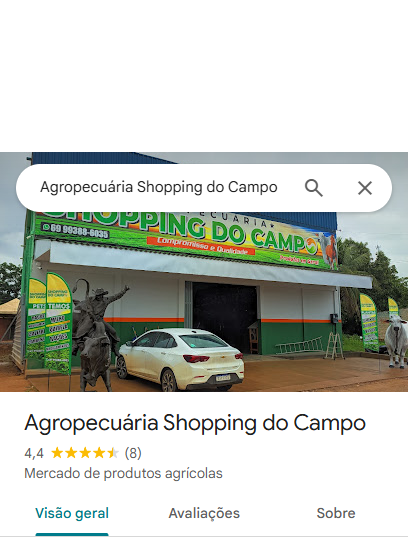 Agropecuária Shopping do Campo
SHOPPING DO CAMPO
69 99388-6035
Compromisso e Qualidade
TEMOS
Agropecuária Shopping do Campo
4,4 (8)
Mercado de produtos agrícolas
Visão geral
Avaliações
Sobre